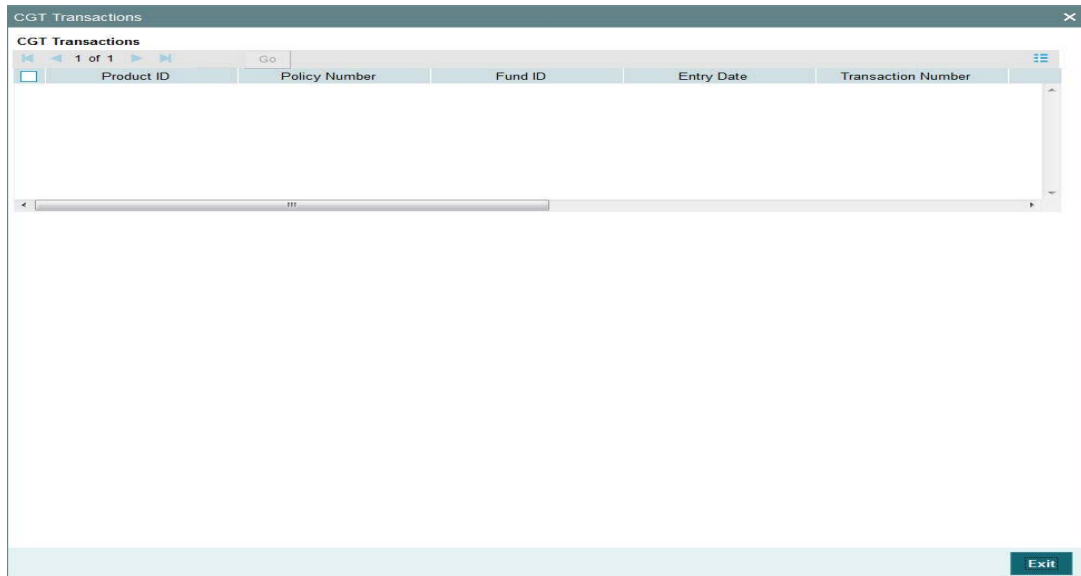 CGT Transactions
CGT Transactions
1 of 1 Go
Product ID Policy Number Fund ID Entry Date Transaction Number
Exit